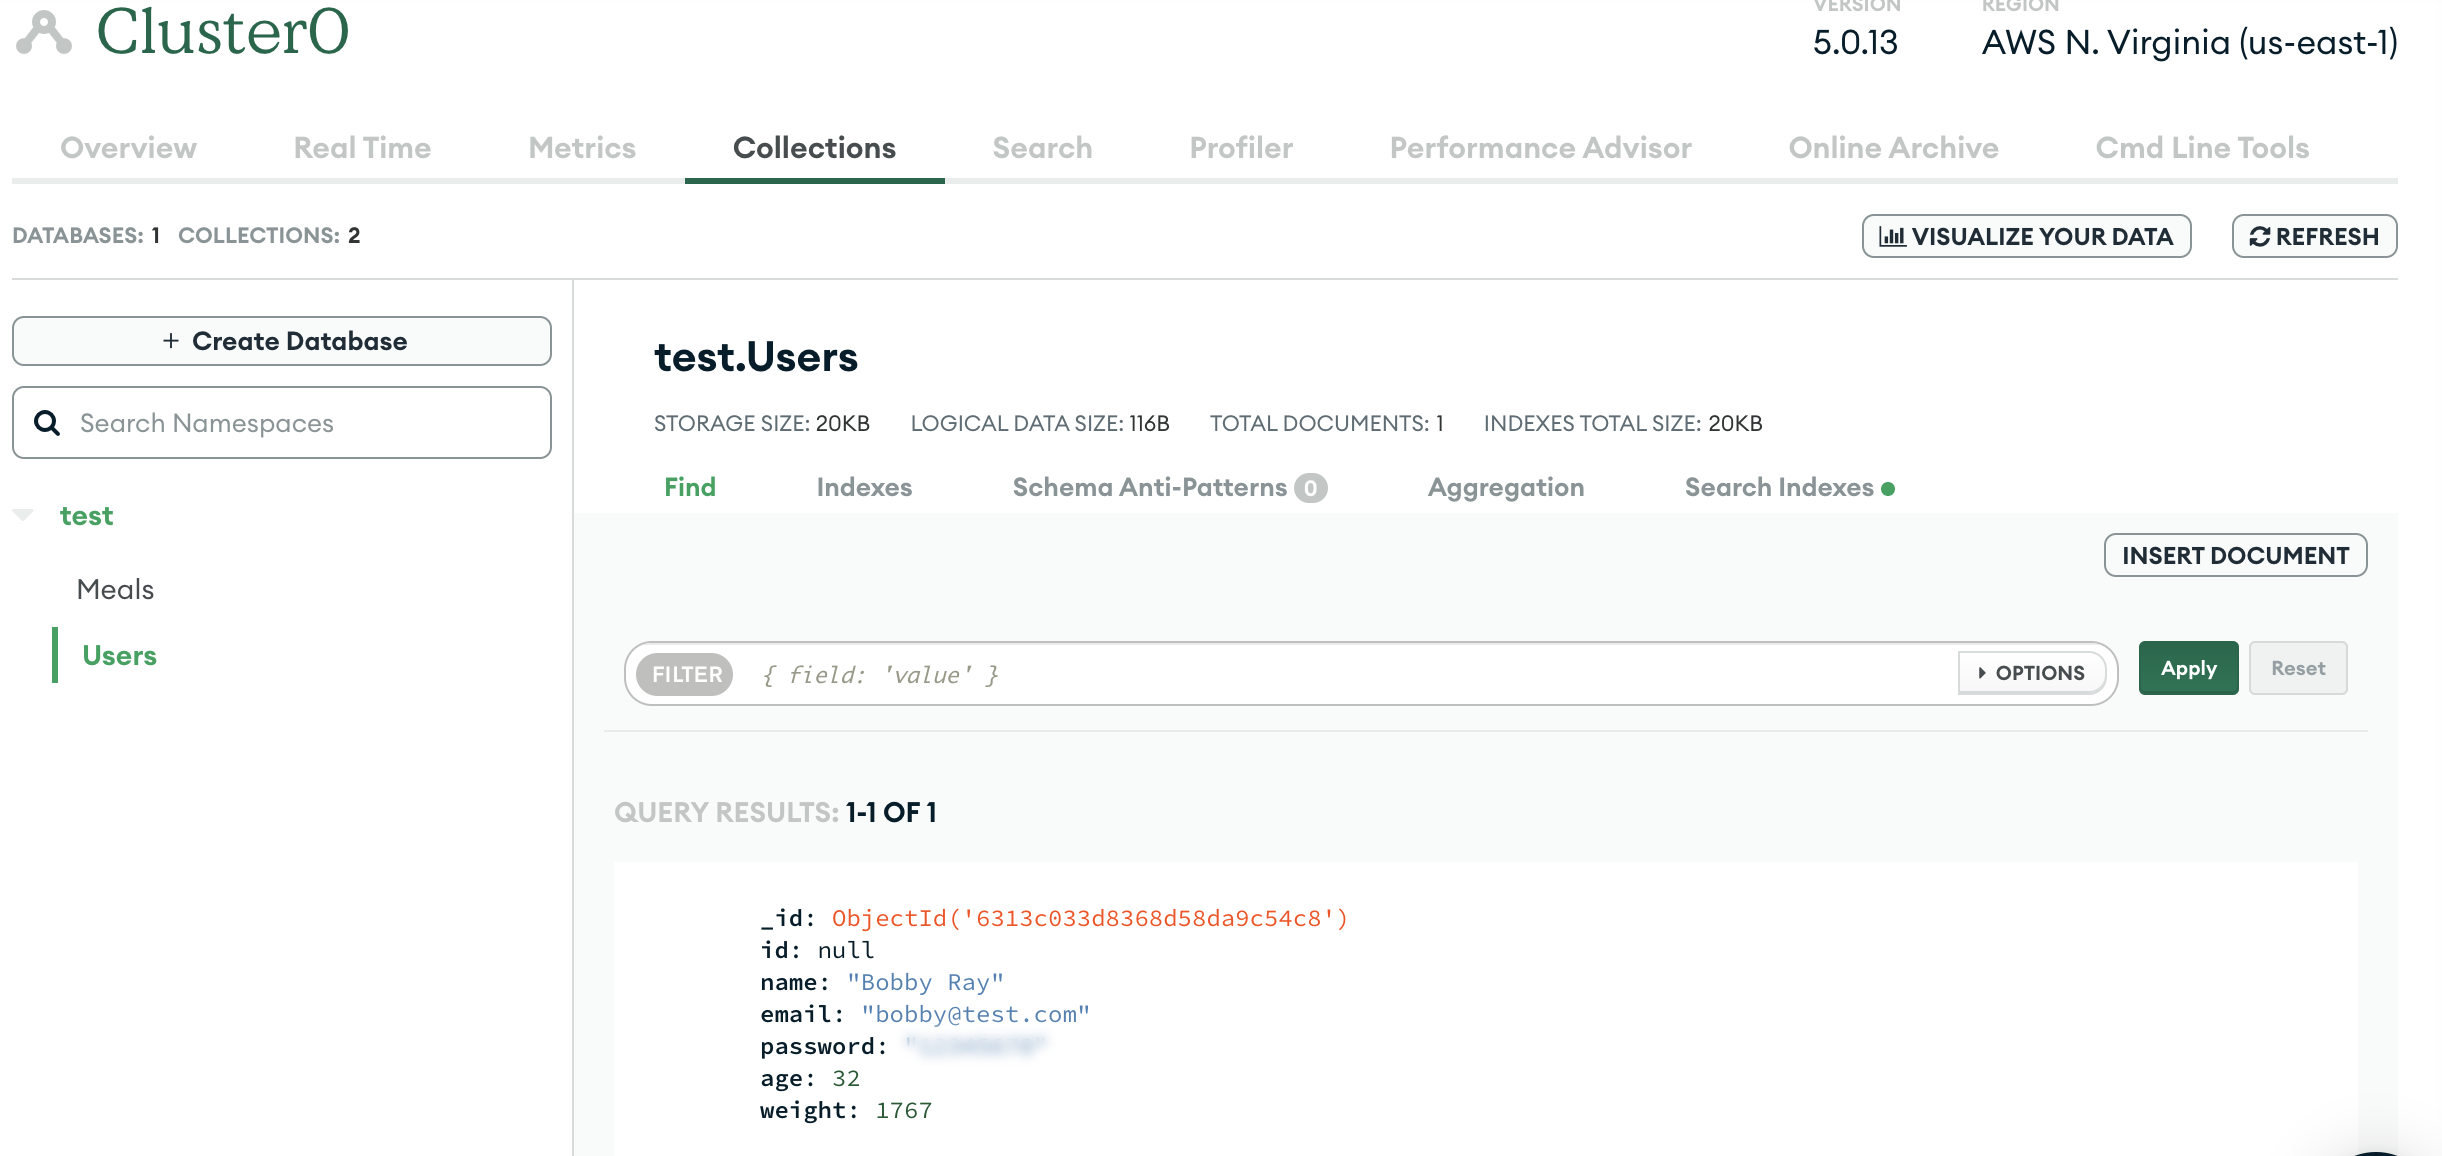 Cluster0
VERSION
5.0.13
REGION
AWS N. Virginia (us-east-1)
Overview Real Time Metrics Collections Search Profiler Performance Advisor Online Archive Cmd Line Tools
DATABASES: 1 COLLECTIONS: 2
VISUALIZE YOUR DATA REFRESH
+ Create Database
Search Namespaces
test
Meals
Users
test.Users
STORAGE SIZE: 20KB LOGICAL DATA SIZE: 116B TOTAL DOCUMENTS: 1 INDEXES TOTAL SIZE: 20KB
Find Indexes Schema Anti-Patterns 0 Aggregation Search Indexes
INSERT DOCUMENT
FILTER { field: 'value' } OPTIONS Apply Reset
QUERY RESULTS: 1-1 OF 1
_id: ObjectId('6313c033d8368d58da9c54c8')
id: null
name: "Bobby Ray"
email: "bobby@test.com"
password:
age: 32
weight: 1767